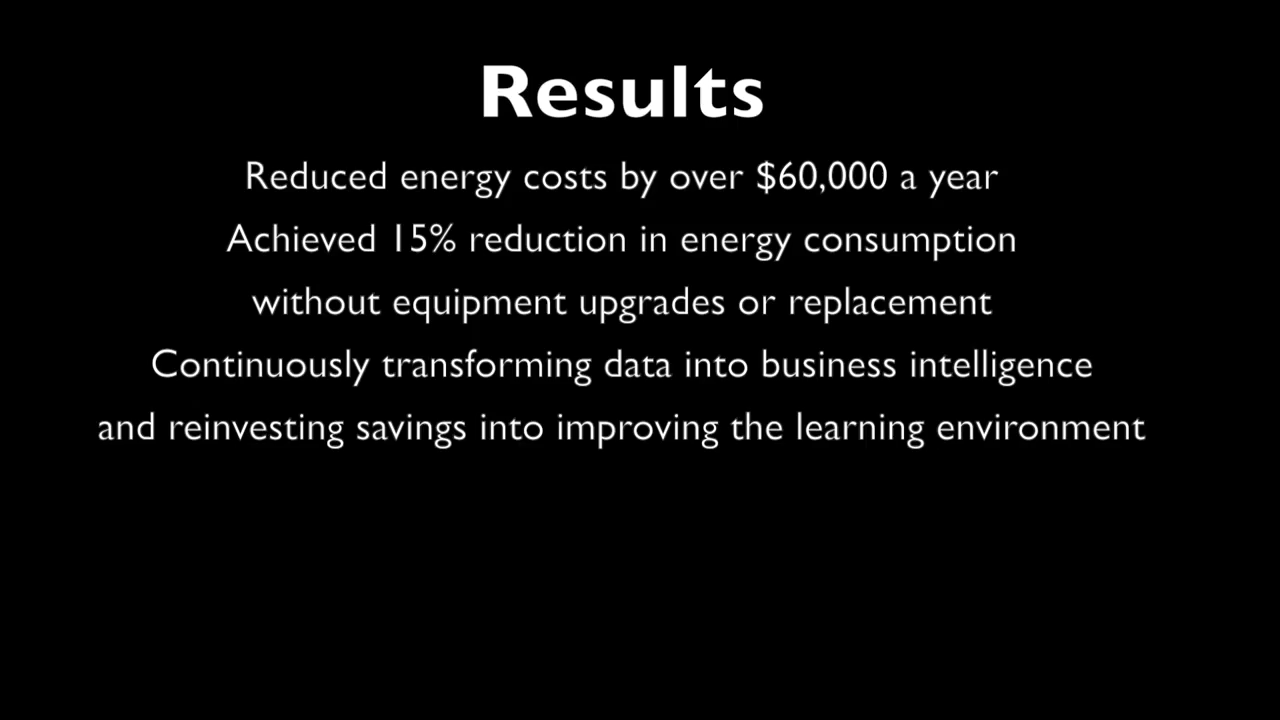 Results
Reduced energy costs by over $60,000 a year
Achieved 15% reduction in energy consumption
without equipment upgrades or replacement
Continuously transforming data into business intelligence
and reinvesting savings into improving the learning environment